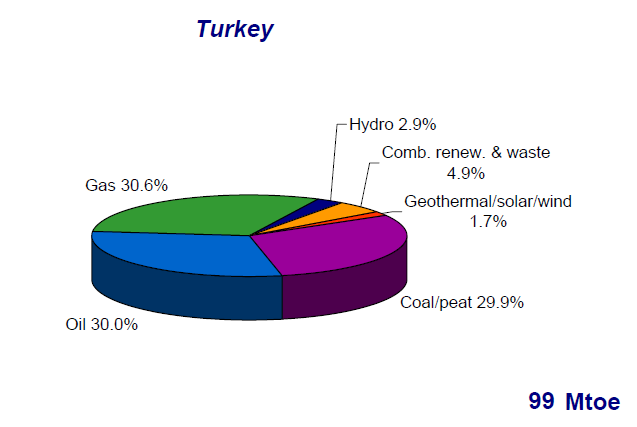 Turkey
Hydro 2.9%
Comb. renew. & waste
4.9%
Gas 30.6%
Geothermal/solar/wind
1.7%
Coal/peat 29.9%
Oil 30.0%
99 Mtoe